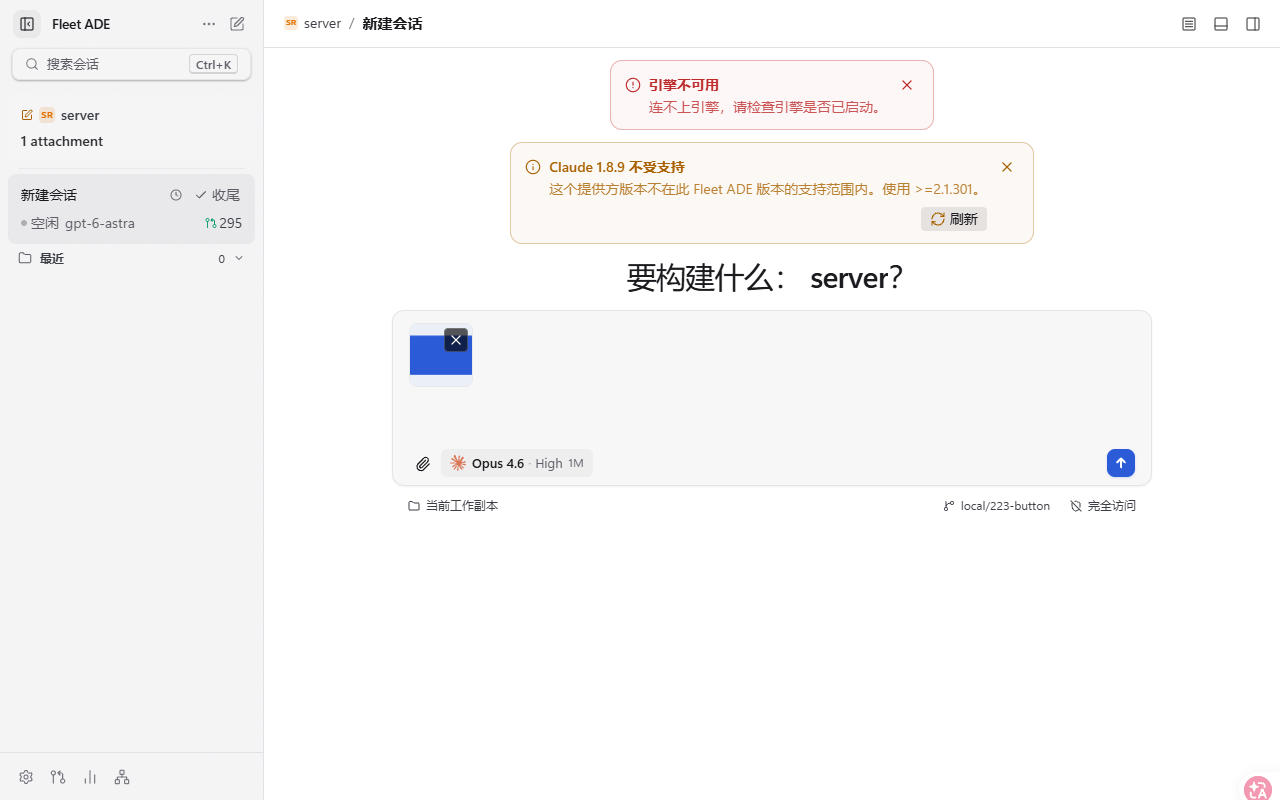 Fleet ADE
搜索会话 Ctrl+K
SR server
1 attachment
新建会话 收尾
空闲 gpt-6-astra 295
最近 0
SR server / 新建会话
引擎不可用
连不上引擎，请检查引擎是否已启动。
Claude 1.8.9 不受支持
这个提供方版本不在此 Fleet ADE 版本的支持范围内。使用 >=2.1.301。
刷新
要构建什么： server？
Opus 4.6 · High 1M
当前工作副本 local/223-button 完全访问